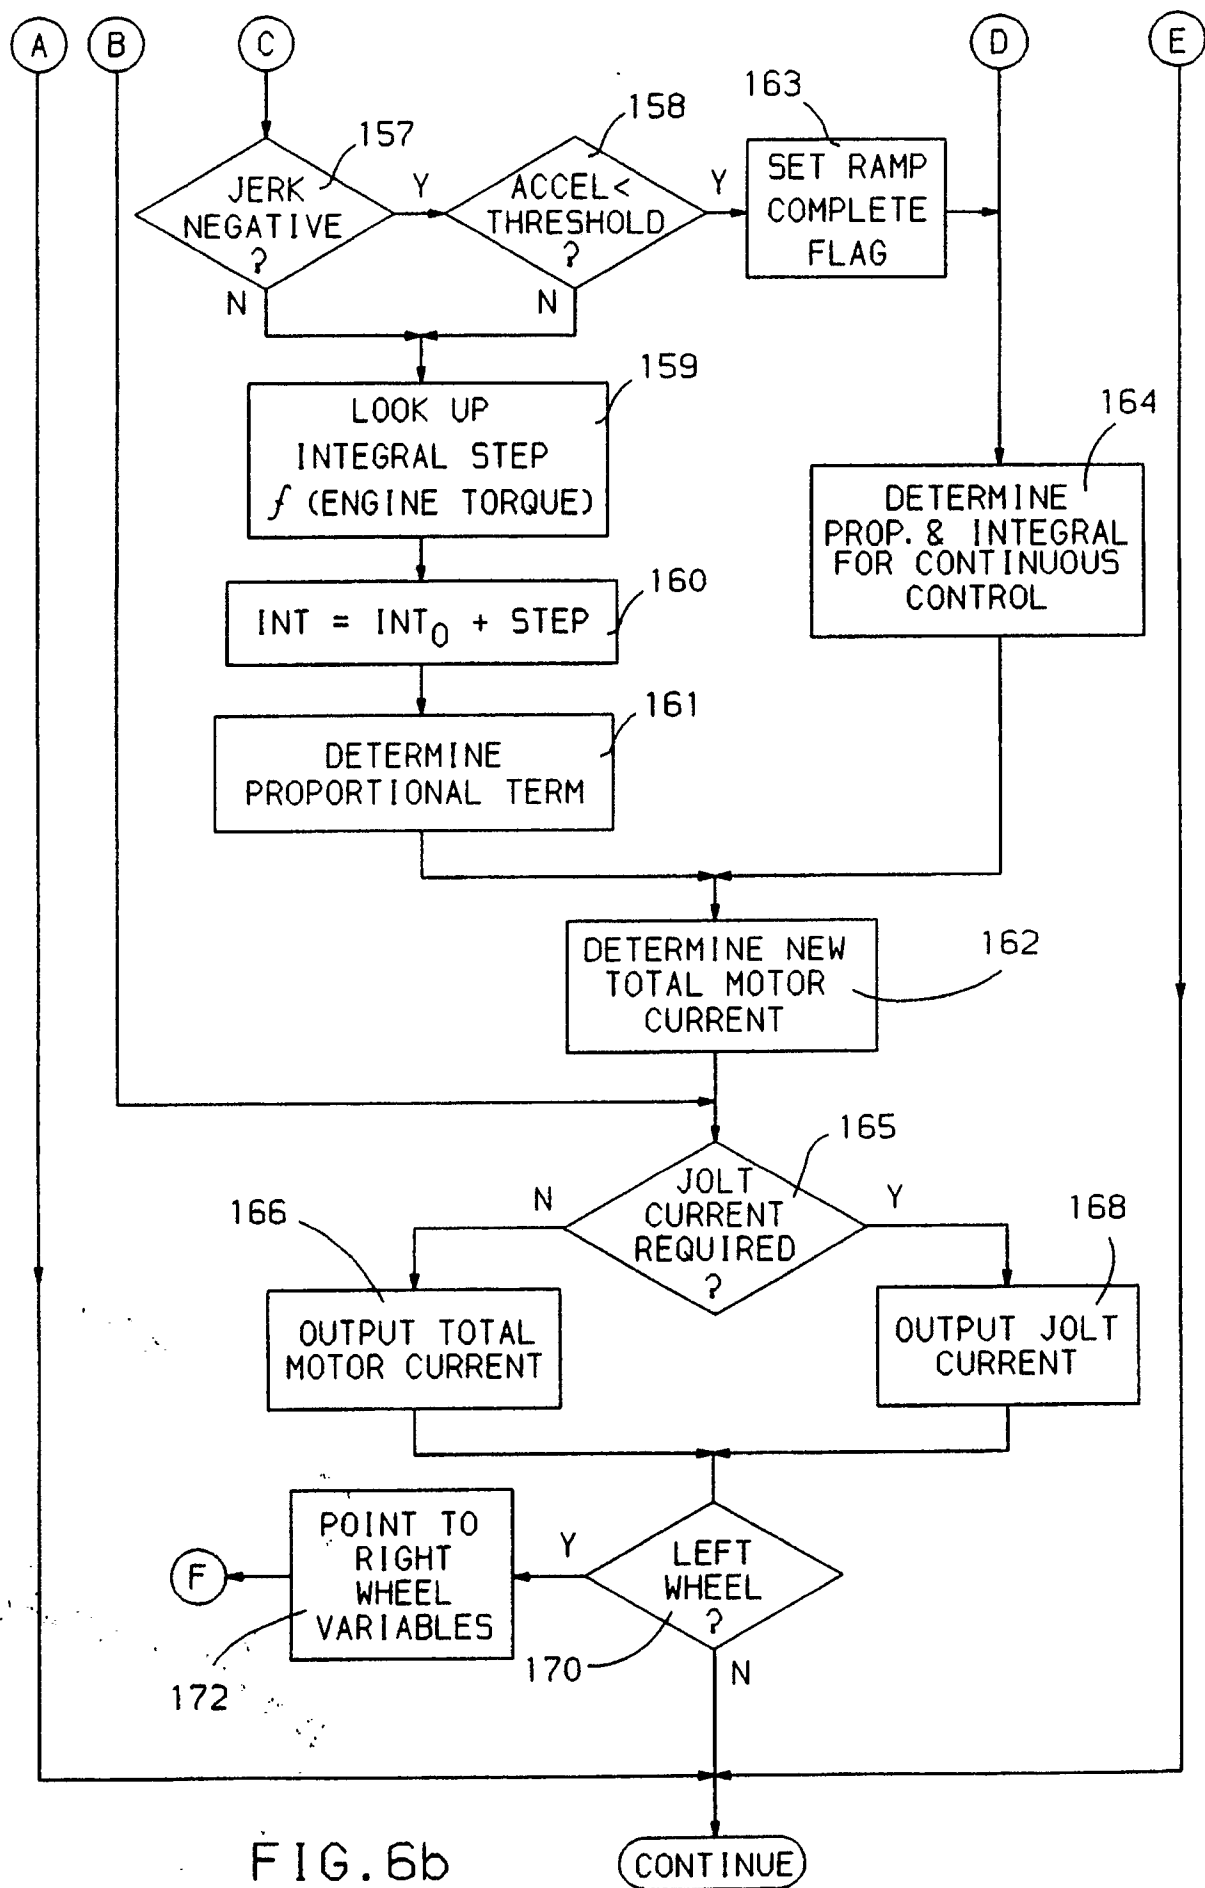 A
B
C
D
E
157
158
163
JERK
NEGATIVE
?
Y
ACCEL<
THRESHOLD
?
Y
SET RAMP
COMPLETE
FLAG
N
N
159
LOOK UP
INTEGRAL STEP
f (ENGINE TORQUE)
164
DETERMINE
PROP. & INTEGRAL
FOR CONTINUOUS
CONTROL
160
INT = INT0 + STEP
161
DETERMINE
PROPORTIONAL TERM
162
DETERMINE NEW
TOTAL MOTOR
CURRENT
165
JOLT
CURRENT
REQUIRED
?
N
Y
166
168
OUTPUT TOTAL
MOTOR CURRENT
OUTPUT JOLT
CURRENT
POINT TO
RIGHT
WHEEL
VARIABLES
F
Y
LEFT
WHEEL
?
170
N
172
FIG.6b
CONTINUE